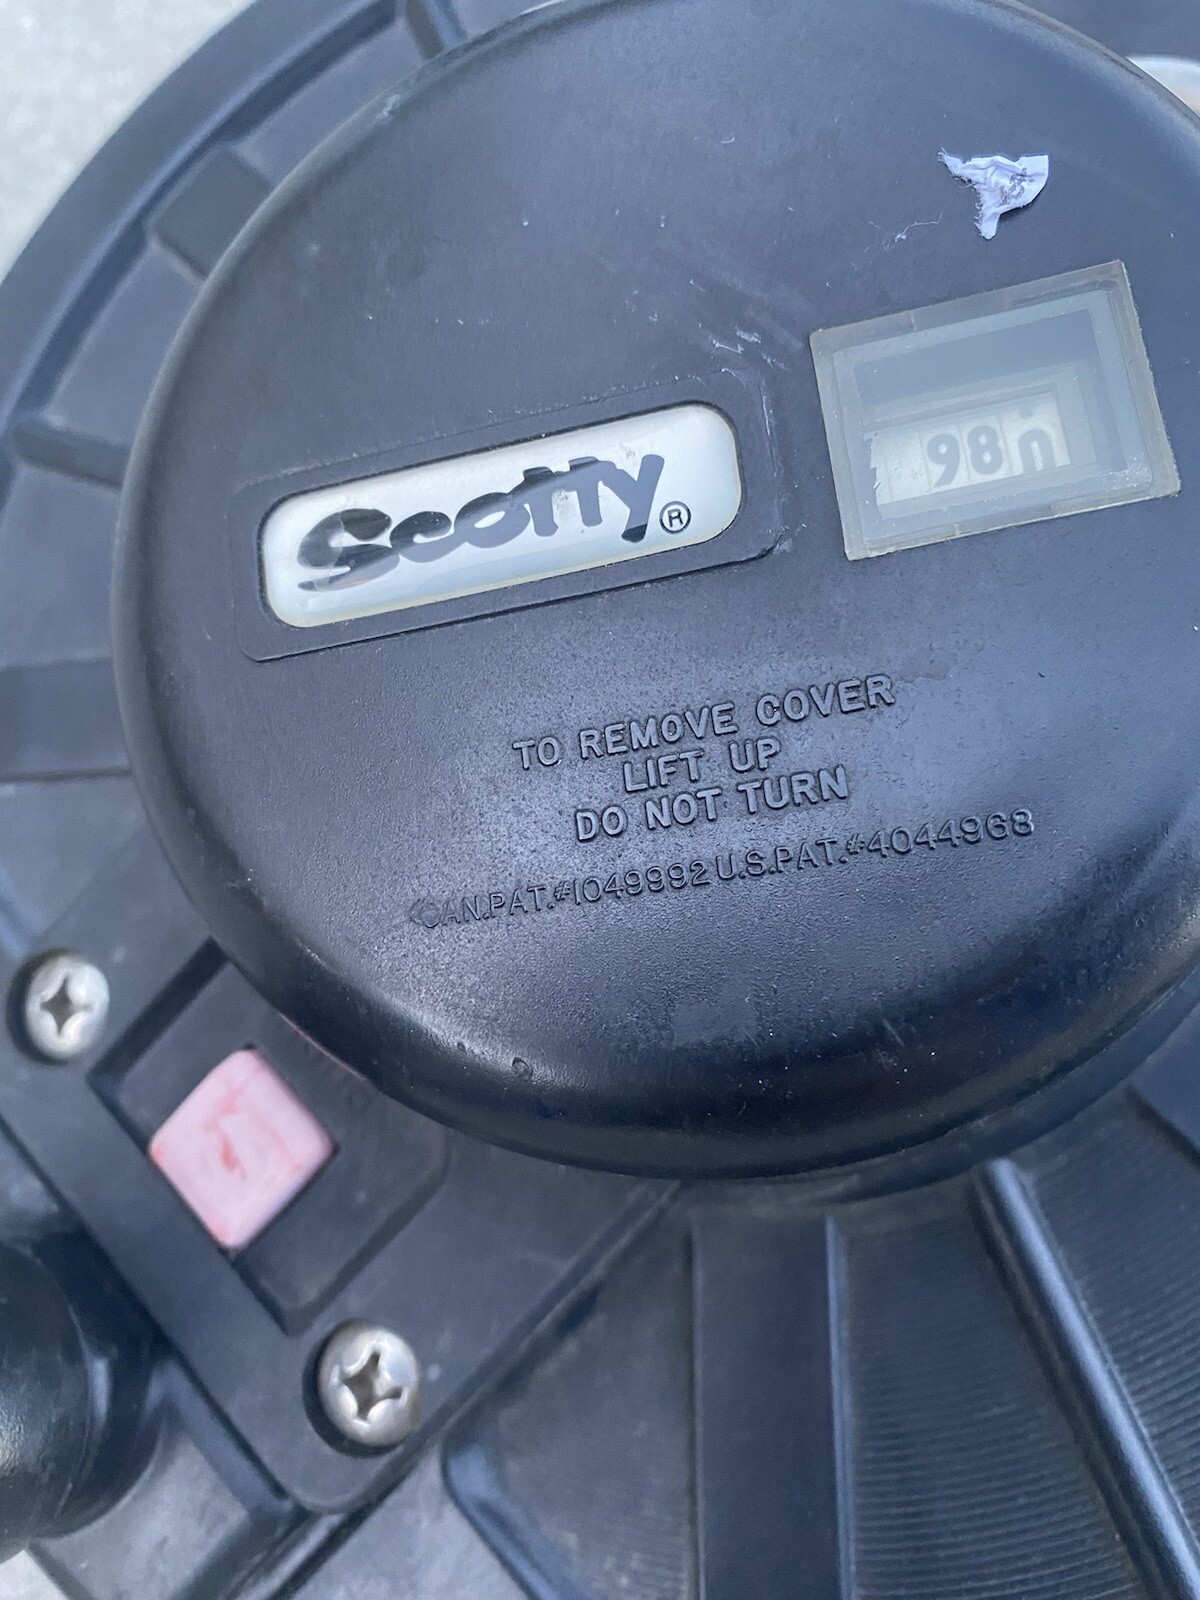 Scotty®
98
TO REMOVE COVER
LIFT UP
DO NOT TURN
CAN.PAT.#1049992 U.S.PAT.#4044968